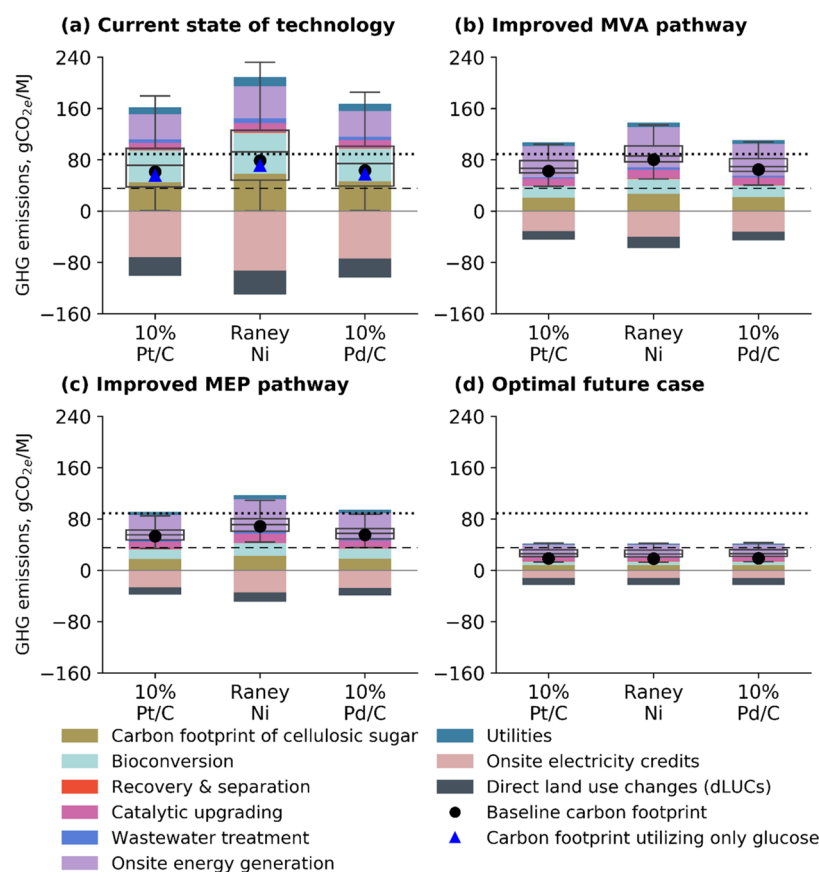 (a) Current state of technology
(b) Improved MVA pathway
GHG emissions, gCO2e/MJ
240
160
80
0
−80
−160
10%
Pt/C
Raney
Ni
10%
Pd/C
240
160
80
0
−80
−160
10%
Pt/C
Raney
Ni
10%
Pd/C
(c) Improved MEP pathway
(d) Optimal future case
GHG emissions, gCO2e/MJ
240
160
80
0
−80
−160
10%
Pt/C
Raney
Ni
10%
Pd/C
240
160
80
0
−80
−160
10%
Pt/C
Raney
Ni
10%
Pd/C
Carbon footprint of cellulosic sugar
Bioconversion
Recovery & separation
Catalytic upgrading
Wastewater treatment
Onsite energy generation
Utilities
Onsite electricity credits
Direct land use changes (dLUCs)
Baseline carbon footprint
Carbon footprint utilizing only glucose